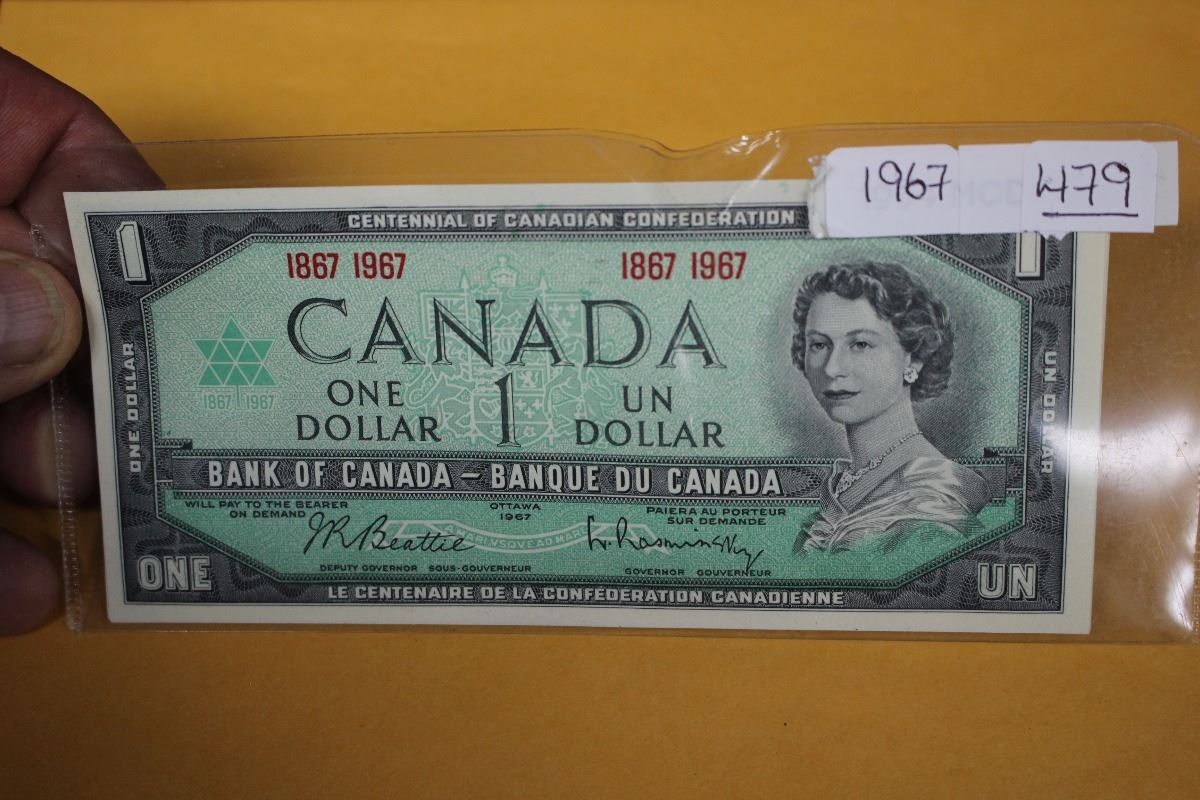 1967 479
CENTENNIAL OF CANADIAN CONFEDERATION
1 1
1867 1967 1867 1967
CANADA
1867 1967
ONE DOLLAR 1 UN DOLLAR
ONE DOLLAR
UN DOLLAR
BANK OF CANADA – BANQUE DU CANADA
WILL PAY TO THE BEARER ON DEMAND
OTTAWA 1967
PAIERA AU PORTEUR SUR DEMANDE
JR Beattie
L. Rasminsky
DEPUTY GOVERNOR SOUS-GOUVERNEUR
GOVERNOR GOUVERNEUR
ONE UN
LE CENTENAIRE DE LA CONFÉDÉRATION CANADIENNE